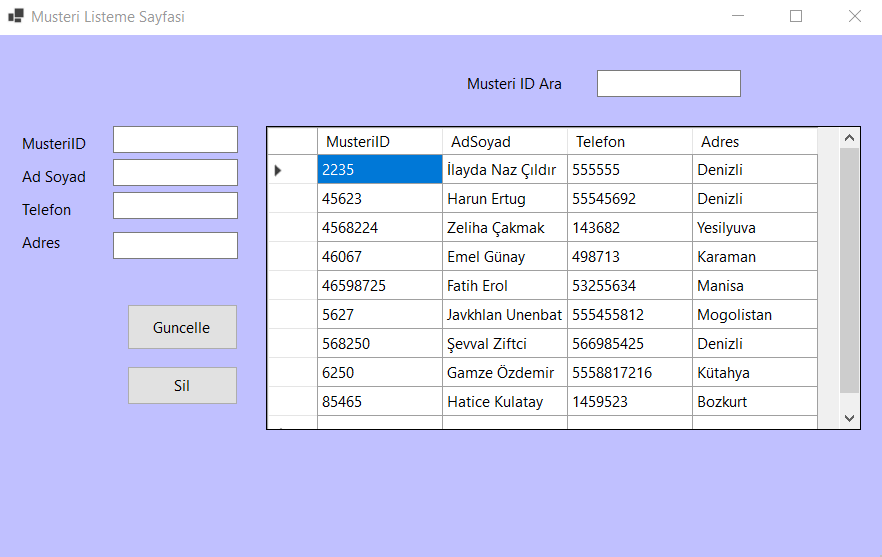 Musteri Listeme Sayfasi
Musteri ID Ara
MusteriID
Ad Soyad
Telefon
Adres
Guncelle
Sil
MusteriID AdSoyad Telefon Adres
2235 İlayda Naz Çıldır 555555 Denizli
45623 Harun Ertug 55545692 Denizli
4568224 Zeliha Çakmak 143682 Yesilyuva
46067 Emel Günay 498713 Karaman
46598725 Fatih Erol 53255634 Manisa
5627 Javkhlan Unenbat 555455812 Mogolistan
568250 Şevval Ziftci 566985425 Denizli
6250 Gamze Özdemir 5558817216 Kütahya
85465 Hatice Kulatay 1459523 Bozkurt